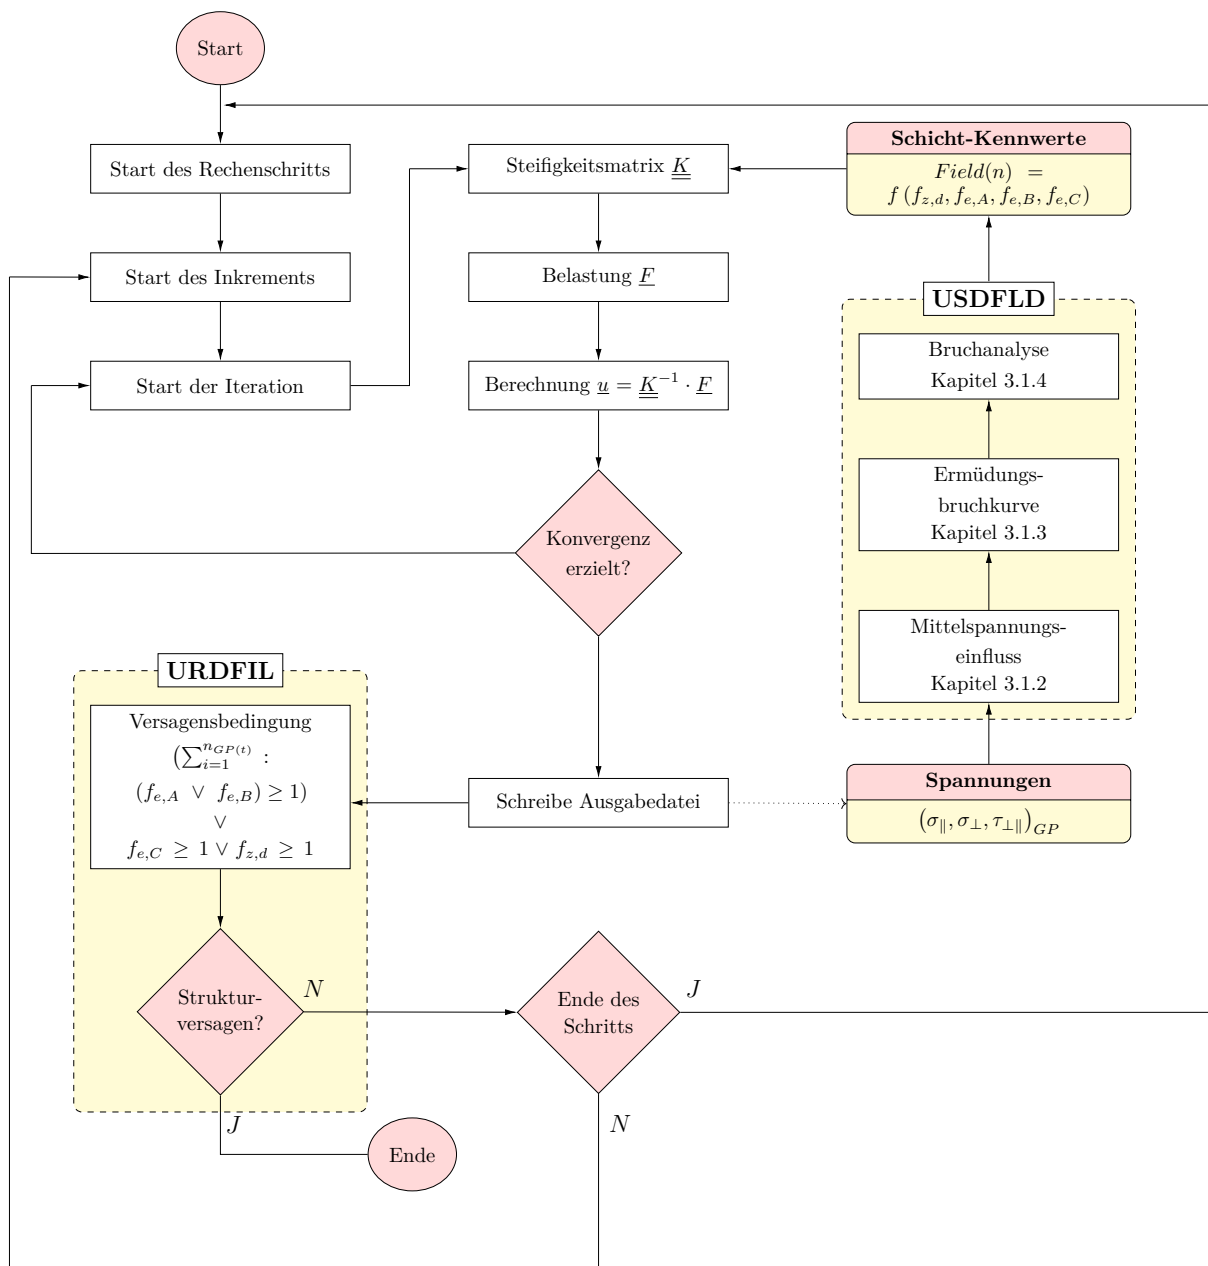 Start
Start des Rechenschritts
Start des Inkrements
Start der Iteration
Steifigkeitsmatrix K
Belastung F
Berechnung u = K⁻¹ · F
Konvergenz
erzielt?
Schicht-Kennwerte
Field(n) =
f (f_{z,d}, f_{e,A}, f_{e,B}, f_{e,C})
USDFLD
Bruchanalyse
Kapitel 3.1.4
Ermüdungs-
bruchkurve
Kapitel 3.1.3
Mittelspannungs-
einfluss
Kapitel 3.1.2
Spannungen
(σ_∥, σ_⊥, τ_{⊥∥})_{GP}
Schreibe Ausgabedatei
URDFIL
Versagensbedingung
(∑_{i=1}^{n_{GP(t)}} :
(f_{e,A} ∨ f_{e,B}) ≥ 1)
∨
f_{e,C} ≥ 1 ∨ f_{z,d} ≥ 1
Struktur-
versagen?
N
J
Ende des
Schritts
J
N
Ende